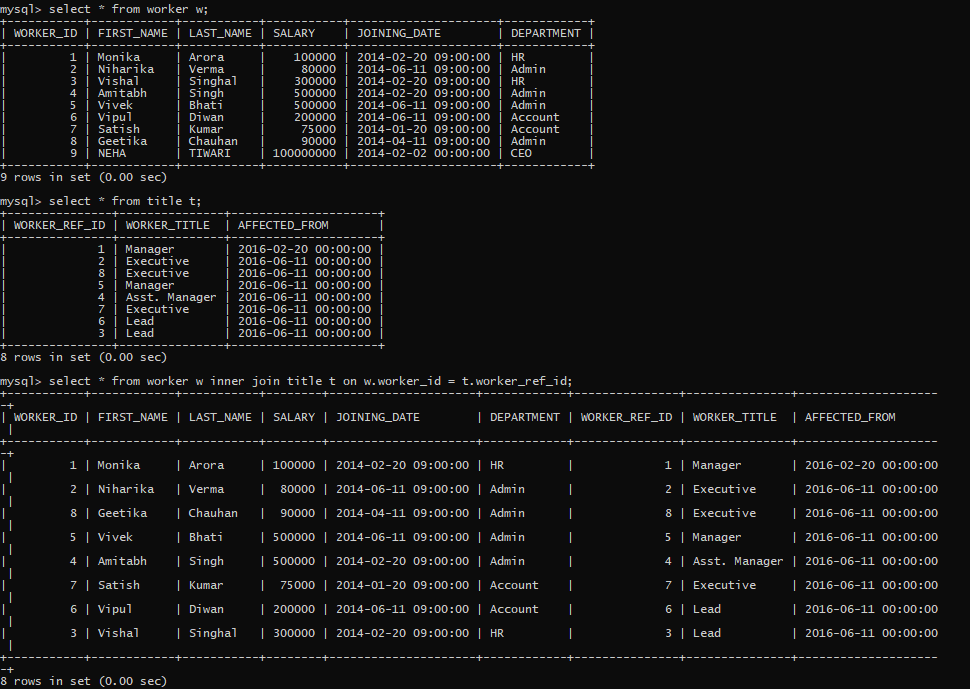 mysql> select * from worker w;
+-----------+------------+-----------+-----------+---------------------+------------+
| WORKER_ID | FIRST_NAME | LAST_NAME | SALARY    | JOINING_DATE        | DEPARTMENT |
+-----------+------------+-----------+-----------+---------------------+------------+
|         1 | Monika     | Arora     |    100000 | 2014-02-20 09:00:00 | HR         |
|         2 | Niharika   | Verma     |     80000 | 2014-06-11 09:00:00 | Admin      |
|         3 | Vishal     | Singhal   |    300000 | 2014-02-20 09:00:00 | HR         |
|         4 | Amitabh    | Singh     |    500000 | 2014-02-20 09:00:00 | Admin      |
|         5 | Vivek      | Bhati     |    500000 | 2014-06-11 09:00:00 | Admin      |
|         6 | Vipul      | Diwan     |    200000 | 2014-06-11 09:00:00 | Account    |
|         7 | Satish     | Kumar     |     75000 | 2014-01-20 09:00:00 | Account    |
|         8 | Geetika    | Chauhan   |     90000 | 2014-04-11 09:00:00 | Admin      |
|         9 | NEHA       | TIWARI    | 100000000 | 2014-02-02 00:00:00 | CEO        |
+-----------+------------+-----------+-----------+---------------------+------------+
9 rows in set (0.00 sec)
mysql> select * from title t;
+---------------+---------------+---------------------+
| WORKER_REF_ID | WORKER_TITLE  | AFFECTED_FROM       |
+---------------+---------------+---------------------+
|             1 | Manager       | 2016-02-20 00:00:00 |
|             2 | Executive     | 2016-06-11 00:00:00 |
|             8 | Executive     | 2016-06-11 00:00:00 |
|             5 | Manager       | 2016-06-11 00:00:00 |
|             4 | Asst. Manager | 2016-06-11 00:00:00 |
|             7 | Executive     | 2016-06-11 00:00:00 |
|             6 | Lead          | 2016-06-11 00:00:00 |
|             3 | Lead          | 2016-06-11 00:00:00 |
+---------------+---------------+---------------------+
8 rows in set (0.00 sec)
mysql> select * from worker w inner join title t on w.worker_id = t.worker_ref_id;
+-----------+------------+-----------+--------+---------------------+------------+---------------+---------------+--------------------
-+
| WORKER_ID | FIRST_NAME | LAST_NAME | SALARY | JOINING_DATE        | DEPARTMENT | WORKER_REF_ID | WORKER_TITLE  | AFFECTED_FROM
 |
+-----------+------------+-----------+--------+---------------------+------------+---------------+---------------+--------------------
-+
|         1 | Monika     | Arora     | 100000 | 2014-02-20 09:00:00 | HR         |             1 | Manager       | 2016-02-20 00:00:00
 |
|         2 | Niharika   | Verma     |  80000 | 2014-06-11 09:00:00 | Admin      |             2 | Executive     | 2016-06-11 00:00:00
 |
|         8 | Geetika    | Chauhan   |  90000 | 2014-04-11 09:00:00 | Admin      |             8 | Executive     | 2016-06-11 00:00:00
 |
|         5 | Vivek      | Bhati     | 500000 | 2014-06-11 09:00:00 | Admin      |             5 | Manager       | 2016-06-11 00:00:00
 |
|         4 | Amitabh    | Singh     | 500000 | 2014-02-20 09:00:00 | Admin      |             4 | Asst. Manager | 2016-06-11 00:00:00
 |
|         7 | Satish     | Kumar     |  75000 | 2014-01-20 09:00:00 | Account    |             7 | Executive     | 2016-06-11 00:00:00
 |
|         6 | Vipul      | Diwan     | 200000 | 2014-06-11 09:00:00 | Account    |             6 | Lead          | 2016-06-11 00:00:00
 |
|         3 | Vishal     | Singhal   | 300000 | 2014-02-20 09:00:00 | HR         |             3 | Lead          | 2016-06-11 00:00:00
 |
+-----------+------------+-----------+--------+---------------------+------------+---------------+---------------+--------------------
-+
8 rows in set (0.00 sec)